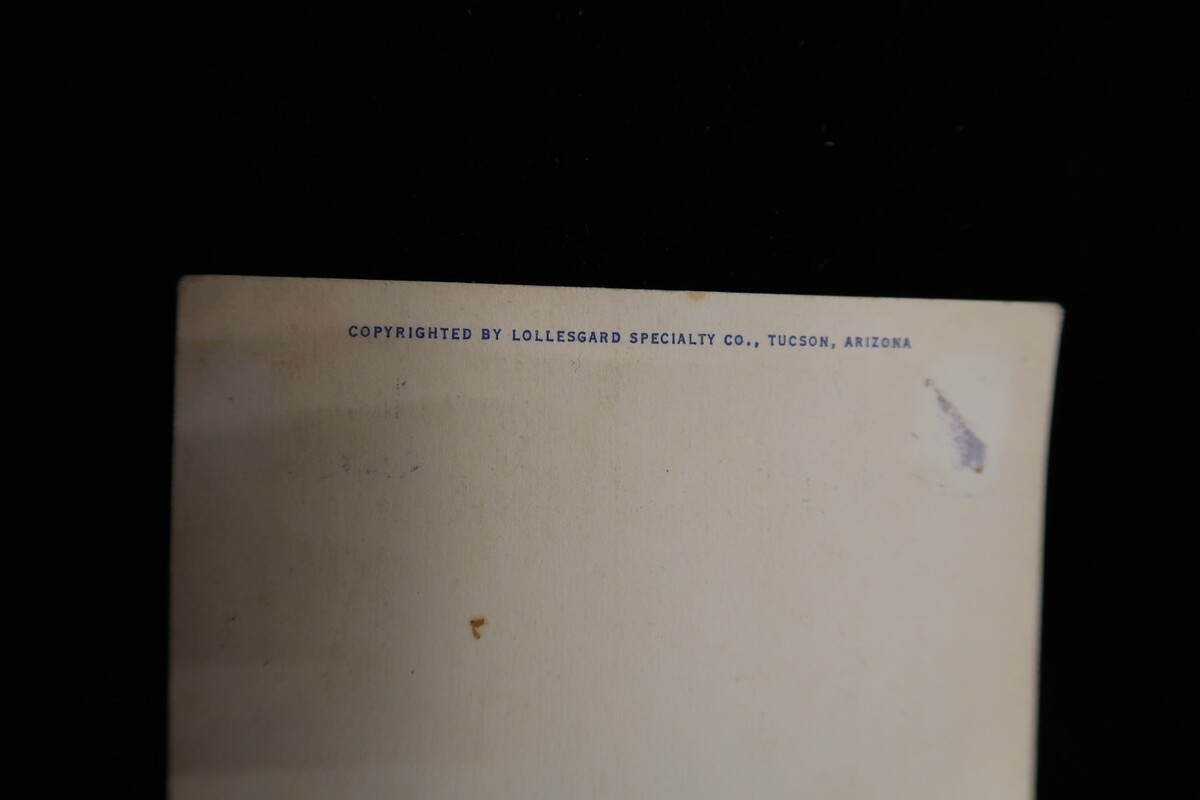 COPYRIGHTED BY LOLLESGARD SPECIALTY CO., TUCSON, ARIZONA